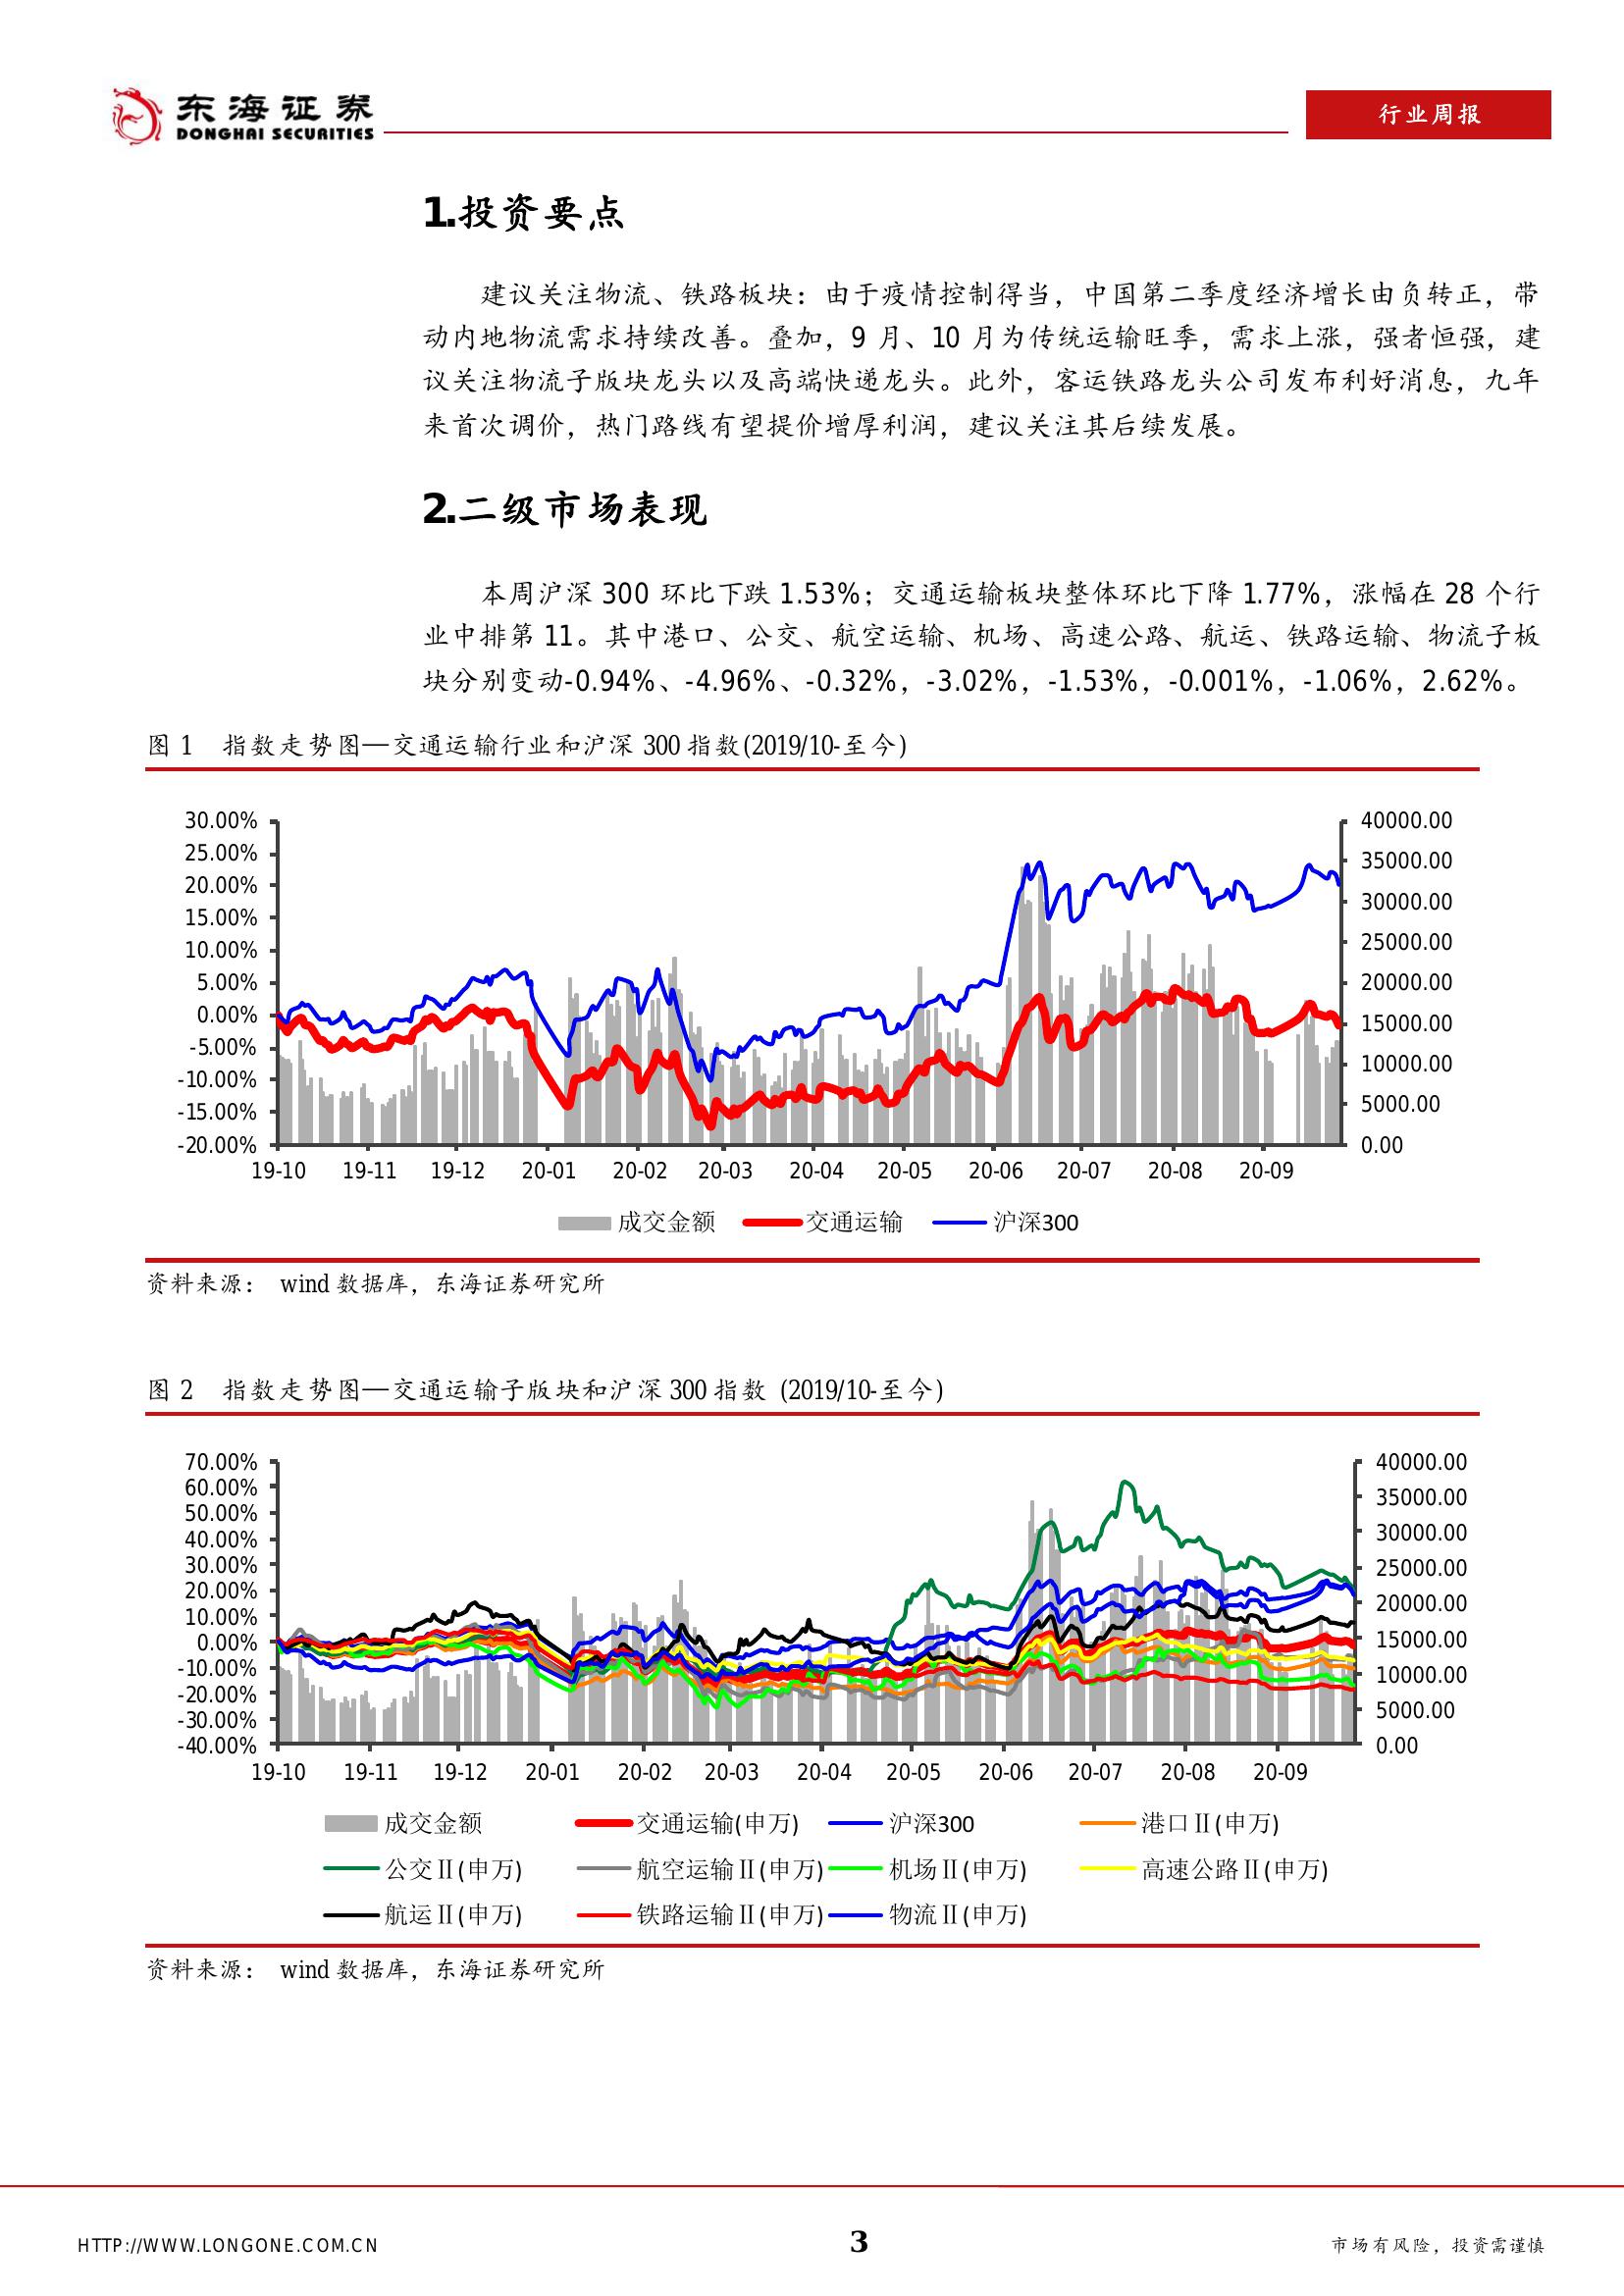 东海证券
DONGHAI SECURITIES
行业周报
1.投资要点
建议关注物流、铁路板块：由于疫情控制得当，中国第二季度经济增长由负转正，带
动内地物流需求持续改善。叠加，9 月、10 月为传统运输旺季，需求上涨，强者恒强，建
议关注物流子版块龙头以及高端快递龙头。此外，客运铁路龙头公司发布利好消息，九年
来首次调价，热门路线有望提价增厚利润，建议关注其后续发展。
2.二级市场表现
本周沪深 300 环比下跌 1.53%；交通运输板块整体环比下降 1.77%，涨幅在 28 个行
业中排第 11。其中港口、公交、航空运输、机场、高速公路、航运、铁路运输、物流子板
块分别变动-0.94%、-4.96%、-0.32%，-3.02%，-1.53%，-0.001%，-1.06%，2.62%。
图 1 指数走势图—交通运输行业和沪深 300 指数(2019/10-至今)
30.00%
25.00%
20.00%
15.00%
10.00%
5.00%
0.00%
-5.00%
-10.00%
-15.00%
-20.00%
40000.00
35000.00
30000.00
25000.00
20000.00
15000.00
10000.00
5000.00
0.00
19-10 19-11 19-12 20-01 20-02 20-03 20-04 20-05 20-06 20-07 20-08 20-09
成交金额 交通运输 沪深300
资料来源： wind 数据库，东海证券研究所
图 2 指数走势图—交通运输子版块和沪深 300 指数 (2019/10-至今)
70.00%
60.00%
50.00%
40.00%
30.00%
20.00%
10.00%
0.00%
-10.00%
-20.00%
-30.00%
-40.00%
40000.00
35000.00
30000.00
25000.00
20000.00
15000.00
10000.00
5000.00
0.00
19-10 19-11 19-12 20-01 20-02 20-03 20-04 20-05 20-06 20-07 20-08 20-09
成交金额 交通运输(申万) 沪深300 港口Ⅱ(申万)
公交Ⅱ(申万) 航空运输Ⅱ(申万) 机场Ⅱ(申万) 高速公路Ⅱ(申万)
航运Ⅱ(申万) 铁路运输Ⅱ(申万) 物流Ⅱ(申万)
资料来源： wind 数据库，东海证券研究所
HTTP://WWW.LONGONE.COM.CN 3 市场有风险，投资需谨慎